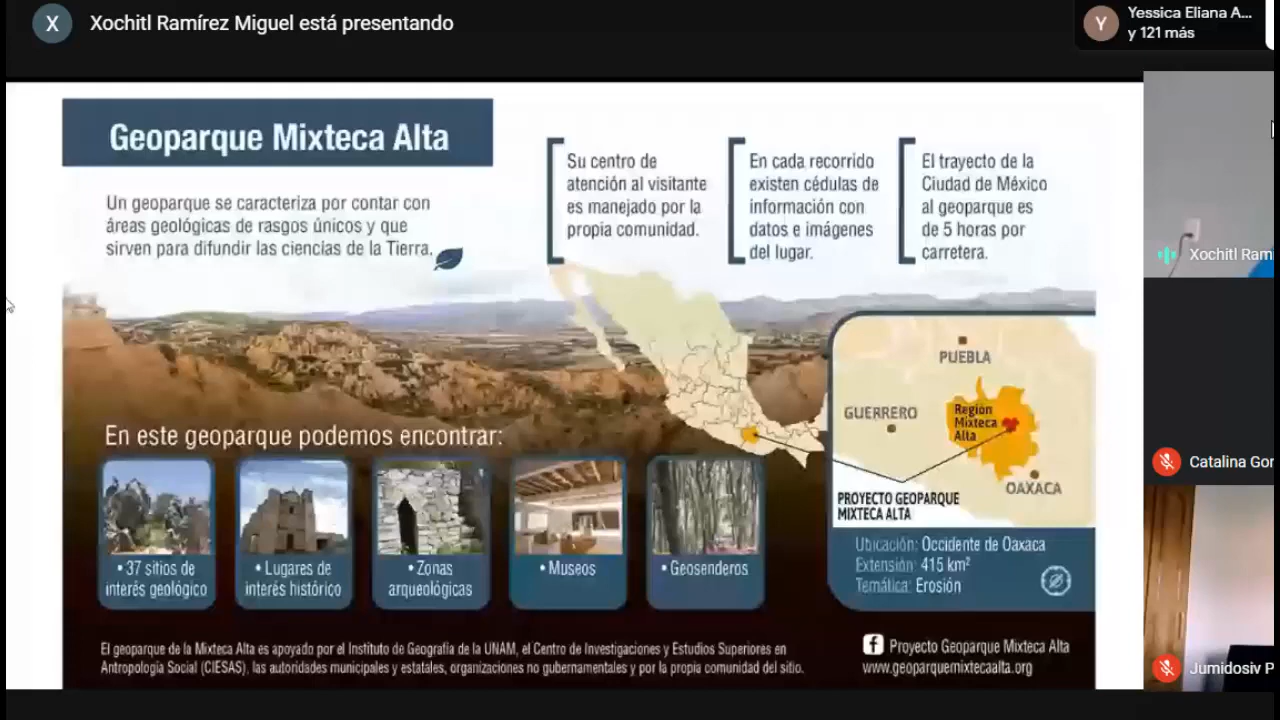 X
Xochitl Ramírez Miguel está presentando
Y
Yessica Eliana A...
y 121 más
Geoparque Mixteca Alta
Un geoparque se caracteriza por contar con
áreas geológicas de rasgos únicos y que
sirven para difundir las ciencias de la Tierra.
Su centro de
atención al visitante
es manejado por la
propia comunidad.
En cada recorrido
existen cédulas de
información con
datos e imágenes
del lugar.
El trayecto de la
Ciudad de México
al geoparque es
de 5 horas por
carretera.
En este geoparque podemos encontrar:
• 37 sitios de
interés geológico
• Lugares de
interés histórico
• Zonas
arqueológicas
• Museos
• Geosenderos
PUEBLA
GUERRERO
Región
Mixteca
Alta
OAXACA
PROYECTO GEOPARQUE
MIXTECA ALTA
Ubicación: Occidente de Oaxaca
Extensión: 415 km²
Temática: Erosión
El geoparque de la Mixteca Alta es apoyado por el Instituto de Geografía de la UNAM, el Centro de Investigaciones y Estudios Superiores en
Antropología Social (CIESAS), las autoridades municipales y estatales, organizaciones no gubernamentales y por la propia comunidad del sitio.
f Proyecto Geoparque Mixteca Alta
www.geoparquemixtecaalta.org
Xochitl Ram
Catalina Gor
Jumidosiv P